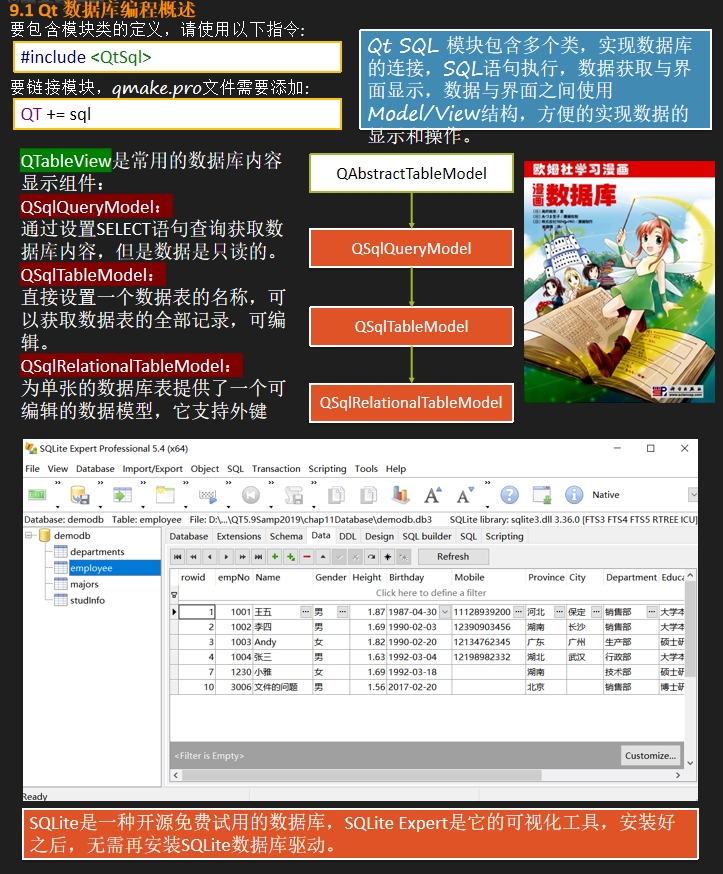 9.1 Qt 数据库编程概述
要包含模块类的定义，请使用以下指令:
#include <QtSql>
要链接模块，qmake.pro文件需要添加:
QT += sql
Qt SQL 模块包含多个类，实现数据库
的连接，SQL语句执行，数据获取与界
面显示，数据与界面之间使用
Model/View结构，方便的实现数据的
显示和操作。
QTableView是常用的数据库内容
显示组件：
QSqlQueryModel：
通过设置SELECT语句查询获取数
据库内容，但是数据是只读的。
QSqlTableModel：
直接设置一个数据表的名称，可
以获取数据表的全部记录，可编
辑。
QSqlRelationalTableModel：
为单张的数据库表提供了一个可
编辑的数据模型，它支持外键
QAbstractTableModel
QSqlQueryModel
QSqlTableModel
QSqlRelationalTableModel
欧姆社学习漫画
漫画
数据库
科学出版社
SQLite Expert Professional 5.4 (x64)
File View Database Import/Export Object SQL Transaction Scripting Tools Help
Native
Database: demodb Table: employee File: D:\...\QT5.9Samp2019\chap11Database\demodb.db3 SQLite library: sqlite3.dll 3.36.0 [FTS3 FTS4 FTS5 RTREE ICU]
demodb
departments
employee
majors
studInfo
Database Extensions Schema Data DDL Design SQL builder SQL Scripting
Refresh
rowid empNo Name Gender Height Birthday Mobile Province City Department Educa
Click here to define a filter
1 1001 王五 男 1.87 1987-04-30 11128939200 河北 保定 销售部 大学本
2 1002 李四 男 1.69 1990-02-03 12390903456 湖南 长沙 销售部 大学本
3 1003 Andy 女 1.82 1990-02-20 12134762345 广东 广州 生产部 硕士研
4 1004 张三 男 1.63 1992-03-04 12198982332 湖北 武汉 行政部 大学本
7 1230 小雅 女 1.69 1992-03-18 湖南 技术部 硕士研
10 3006 文件的问题 男 1.56 2017-02-20 北京 销售部 博士研
<Filter is Empty>
Customize...
Ready
SQLite是一种开源免费试用的数据库，SQLite Expert是它的可视化工具，安装好
之后，无需再安装SQLite数据库驱动。